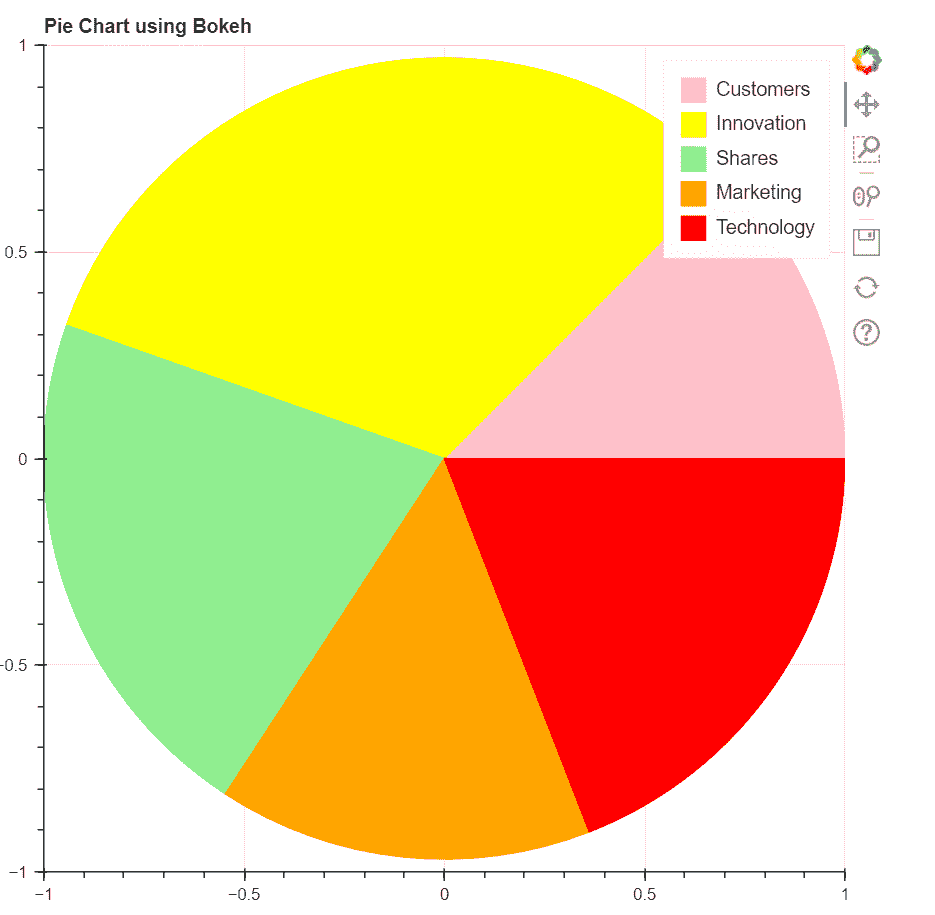 Pie Chart using Bokeh
1
0.5
0
−0.5
−1
−1
−0.5
0
0.5
1
Customers
Innovation
Shares
Marketing
Technology
?